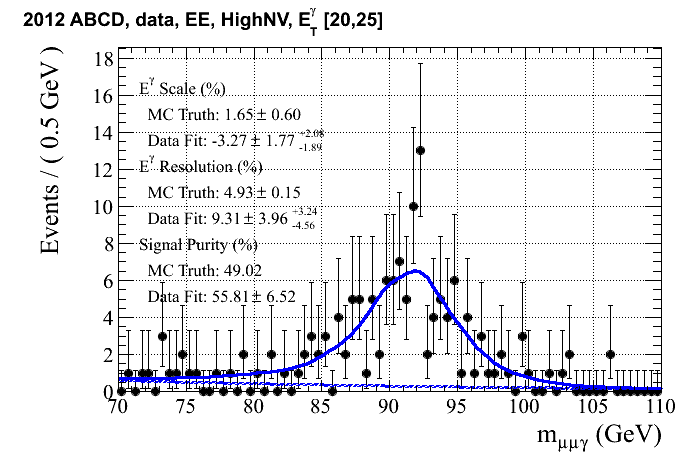 2012 ABCD, data, EE, HighNV, E_T^γ [20,25]
Events / ( 0.5 GeV )
18
16
14
12
10
8
6
4
2
0
E^γ Scale (%)
MC Truth: 1.65 ± 0.60
Data Fit: -3.27 ± 1.77 +2.08 -1.89
E^γ Resolution (%)
MC Truth: 4.93 ± 0.15
Data Fit: 9.31 ± 3.96 +3.24 -4.56
Signal Purity (%)
MC Truth: 49.02
Data Fit: 55.81 ± 6.52
70 75 80 85 90 95 100 105 110
m_μμγ (GeV)